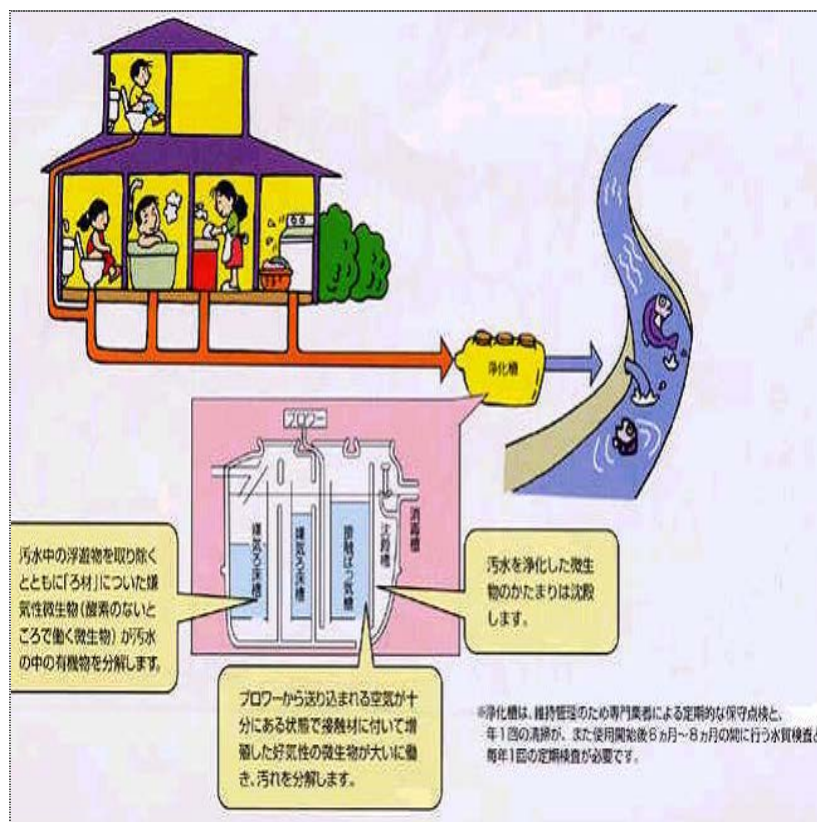 浄化槽
ブロワー
嫌気ろ床槽
嫌気ろ床槽
接触ばっ気槽
沈殿槽
消毒槽
汚水中の浮遊物を取り除く
とともに「ろ材」についた嫌
気性微生物(酸素のないと
ころで働く微生物)が汚水
の中の有機物を分解します。
汚水を浄化した微生
物のかたまりは沈殿
します。
ブロワーから送り込まれる空気が十
分にある状態で接触材に付いて増
殖した好気性の微生物が大いに働
き、汚れを分解します。
※浄化槽は、維持管理のため専門業者による定期的な保守点検と、
年1回の清掃が、また使用開始後6ヵ月〜8ヵ月の間に行う水質検査と
毎年1回の定期検査が必要です。